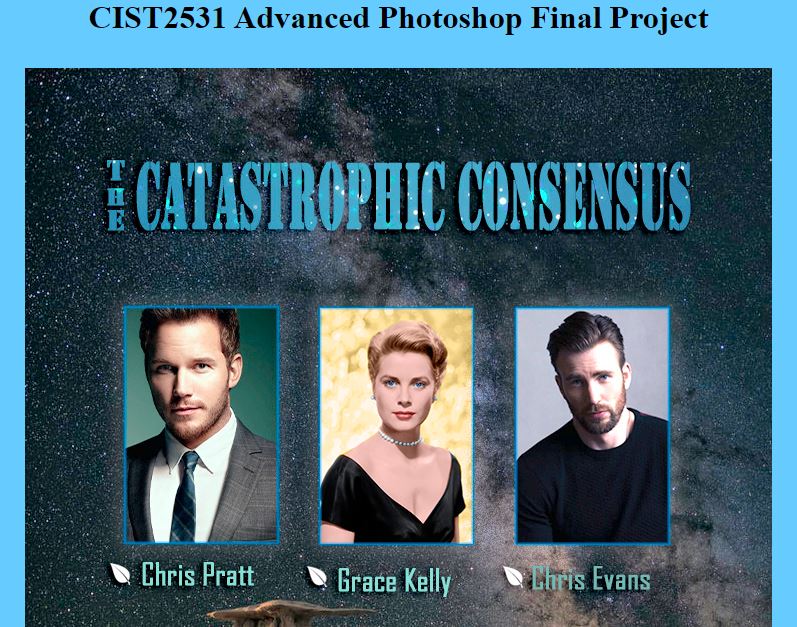 CIST2531 Advanced Photoshop Final Project
THE CATASTROPHIC CONSENSUS
Chris Pratt
Grace Kelly
Chris Evans